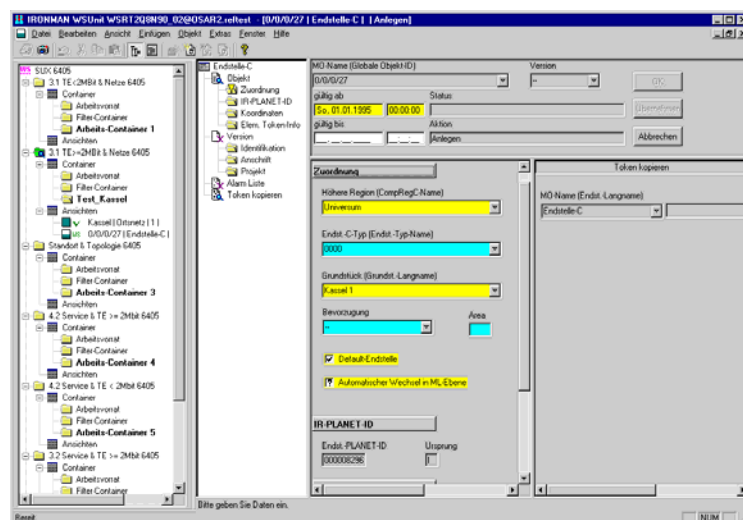 IRONMAN WSUnit WSRT2Q8N90_02@OSAR2.reftest - [0/0/0/27 | Endstelle-C | | Anlegen]
Datei Bearbeiten Ansicht Einfügen Objekt Extras Fenster Hilfe
SUX 6405
3.1 TE<2MBit & Netze 6405
Container
Arbeitsvorrat
Filter-Container
Arbeits-Container 1
Ansichten
3.1 TE>=2MBit & Netze 6405
Container
Arbeitsvorrat
Filter-Container
Test_Kassel
Ansichten
Kassel | Ortsnetz | 1 |
0/0/0/27 | Endstelle-C |
Standort & Topologie 6405
Container
Arbeitsvorrat
Filter-Container
Arbeits-Container 3
Ansichten
4.2 Service & TE >= 2Mbit 6405
Container
Arbeitsvorrat
Filter-Container
Arbeits-Container 4
Ansichten
4.2 Service & TE < 2Mbit 6405
Container
Arbeitsvorrat
Filter-Container
Arbeits-Container 5
Ansichten
3.2 Service & TE >= 2Mbit 6405
Container
Arbeitsvorrat
Filter-Container
Endstelle-C
Objekt
Zuordnung
IR-PLANET-ID
Koordinaten
Elem. Token-Info
Version
Identifikation
Anschrift
Projekt
Alarm Liste
Token kopieren
MO-Name (Globale Objekt-ID)
Version
0/0/0/27
--
OK
gültig ab
Status
So, 01.01.1995
00:00:00
Übernehmen
gültig bis
Aktion
Anlegen
Abbrechen
Zuordnung
Höhere Region (CompRegC-Name)
Universum
Endst.-C-Typ (Endst.-Typ-Name)
0000
Grundstück (Grundst.-Langname)
Kassel 1
Bevorzugung
Area
--
Default-Endstelle
Automatischer Wechsel in ML-Ebene
IR-PLANET-ID
Endst.-PLANET-ID
Ursprung
000008296
1
Token kopieren
MO-Name (Endst.-Langname)
Endstelle-C
Bitte geben Sie Daten ein.
Bereit
NUM